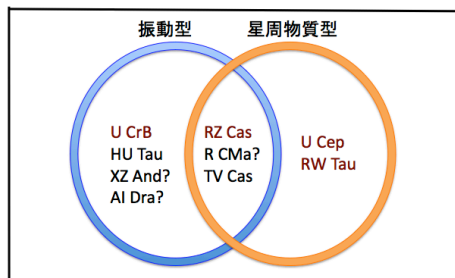 振動型
星周物質型
U CrB
HU Tau
XZ And?
AI Dra?
RZ Cas
R CMa?
TV Cas
U Cep
RW Tau